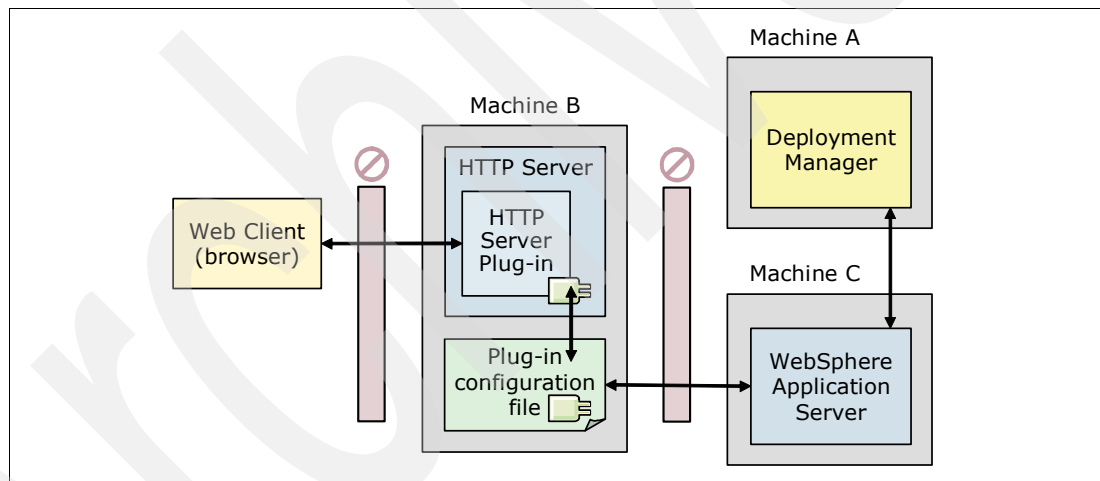 Machine A
Deployment
Manager
Machine B
HTTP Server
HTTP
Server
Plug-in
Web Client
(browser)
Plug-in
configuration
file
Machine C
WebSphere
Application
Server